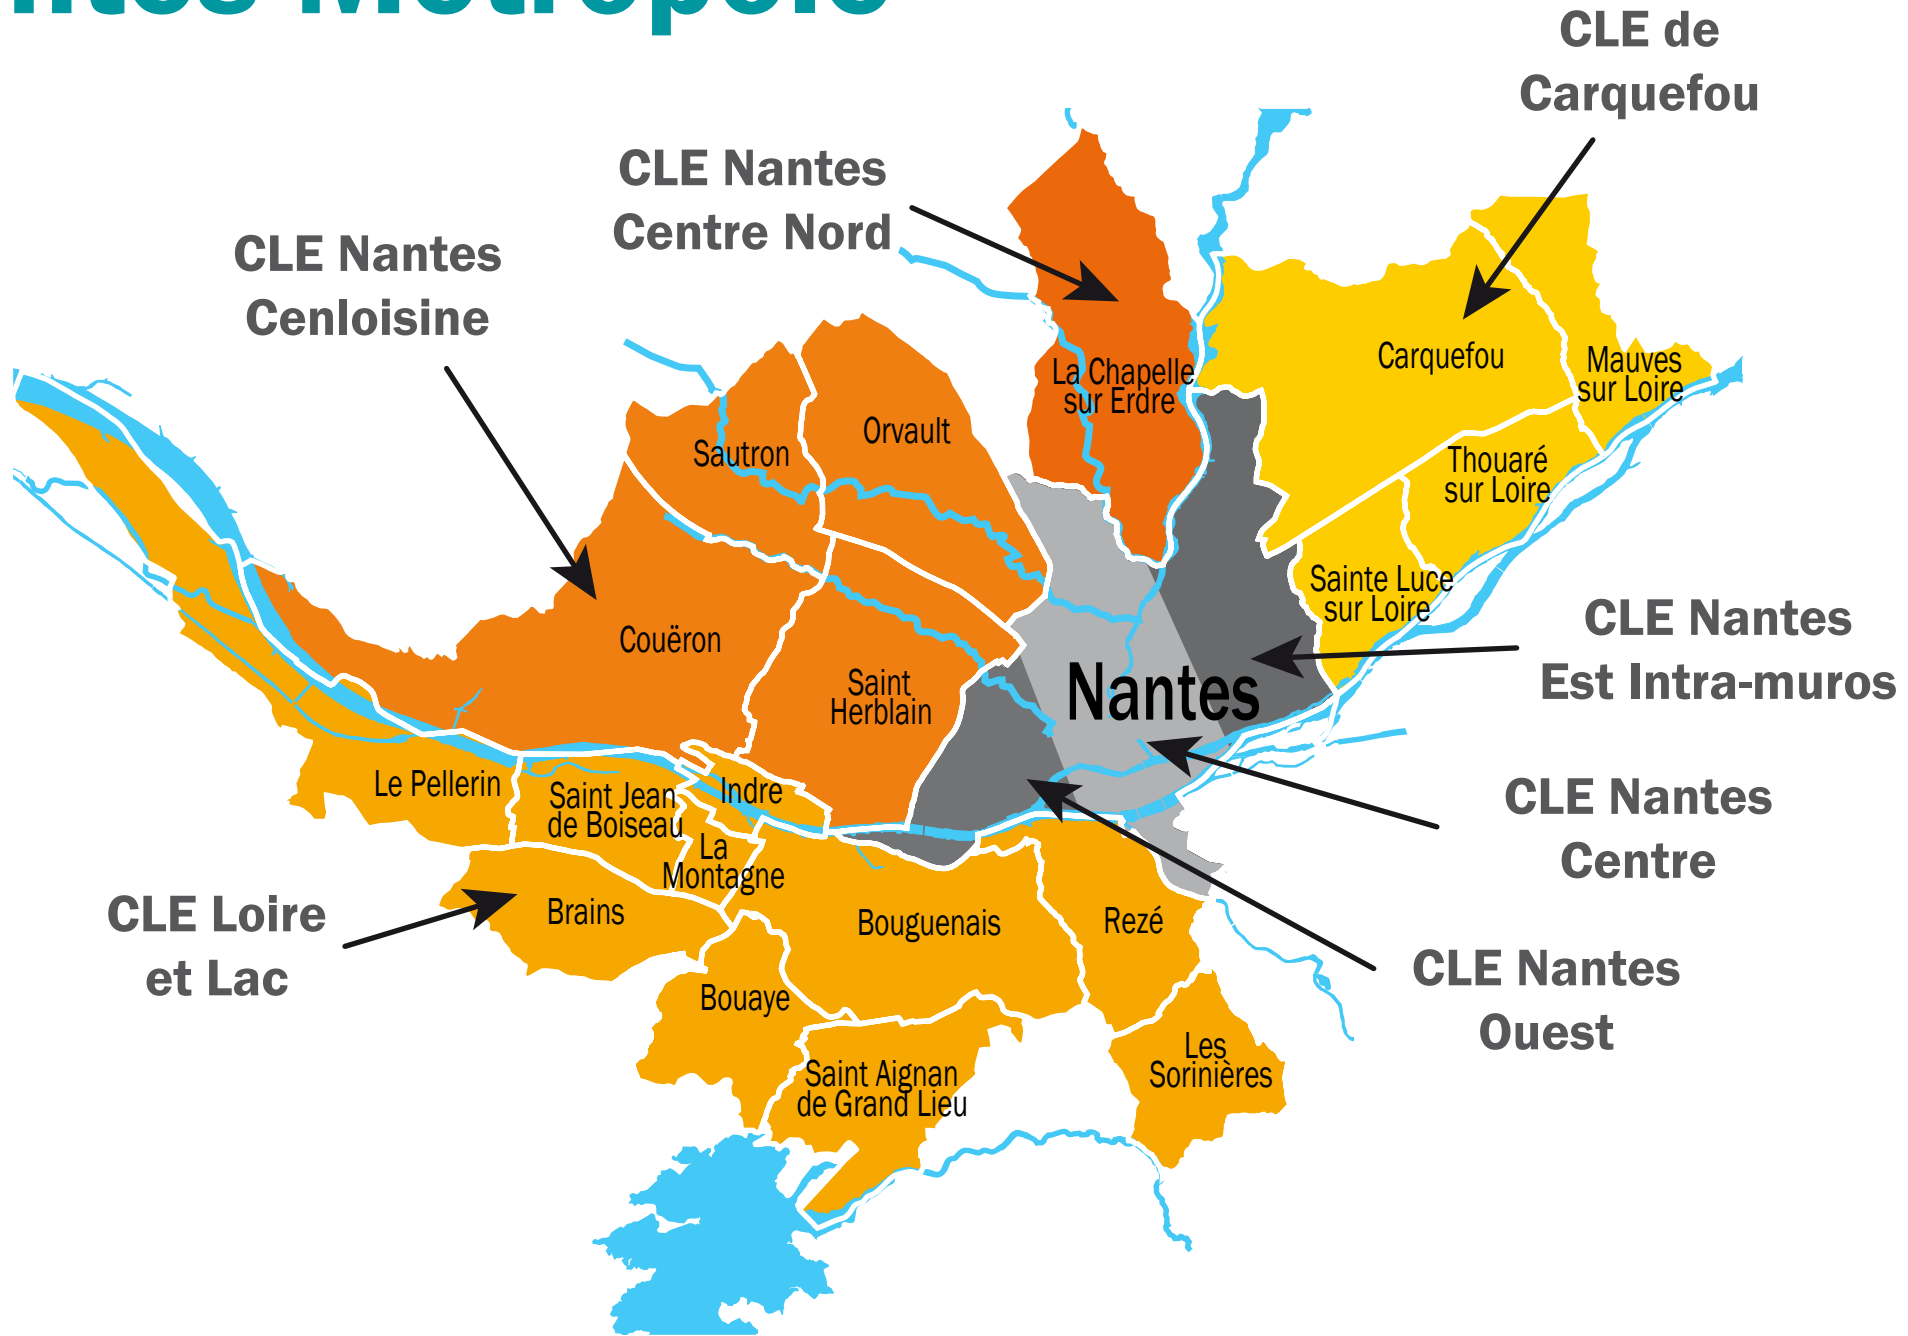 ntes Métropole
CLE de
Carquefou
CLE Nantes
Centre Nord
CLE Nantes
Cenloisine
La Chapelle
sur Erdre
Carquefou
Mauves
sur Loire
Orvault
Sautron
Thouaré
sur Loire
Sainte Luce
sur Loire
CLE Nantes
Est Intra-muros
Couëron
Saint
Herblain
Nantes
Le Pellerin
Saint Jean
de Boiseau
Indre
La
Montagne
CLE Nantes
Centre
CLE Loire
et Lac
Brains
Bouguenais
Rezé
CLE Nantes
Ouest
Bouaye
Saint Aignan
de Grand Lieu
Les
Sorinières